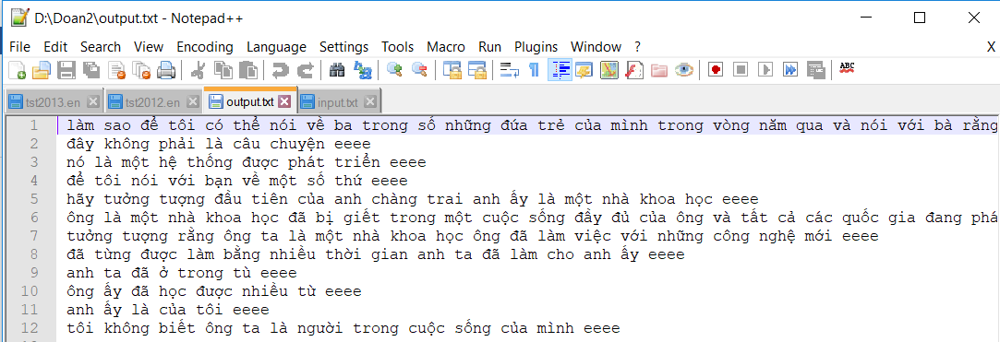 D:\Doan2\output.txt - Notepad++
File Edit Search View Encoding Language Settings Tools Macro Run Plugins Window ? X
ABC
tst2013.en tst2012.en output.txt input.txt
1 làm sao để tôi có thể nói về ba trong số những đứa trẻ của mình trong vòng năm qua và nói với bà rằng
2 đây không phải là câu chuyện eeee
3 nó là một hệ thống được phát triển eeee
4 để tôi nói với bạn về một số thứ eeee
5 hãy tưởng tượng đầu tiên của anh chàng trai anh ấy là một nhà khoa học eeee
6 ông là một nhà khoa học đã bị giết trong một cuộc sống đầy đủ của ông và tất cả các quốc gia đang phá
7 tưởng tượng rằng ông ta là một nhà khoa học ông đã làm việc với những công nghệ mới eeee
8 đã từng được làm bằng nhiều thời gian anh ta đã làm cho anh ấy eeee
9 anh ta đã ở trong tù eeee
10 ông ấy đã học được nhiều từ eeee
11 anh ấy là của tôi eeee
12 tôi không biết ông ta là người trong cuộc sống của mình eeee